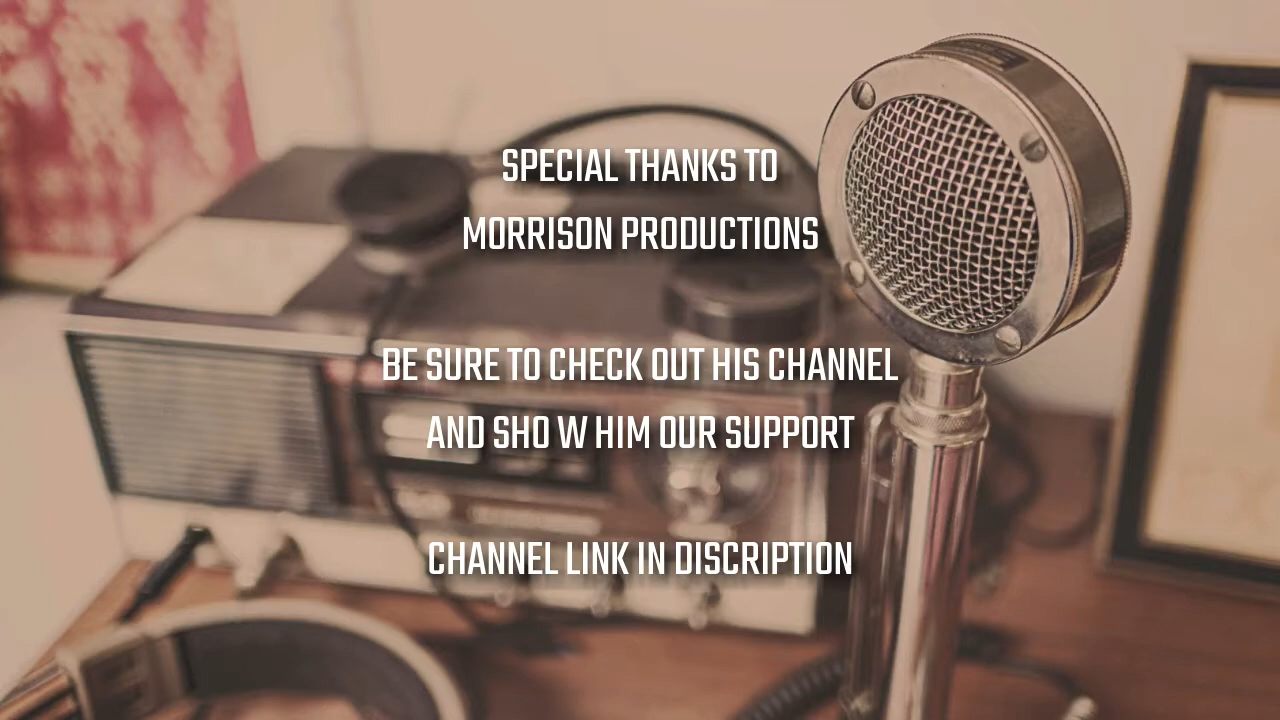 SPECIAL THANKS TO
MORRISON PRODUCTIONS
BE SURE TO CHECK OUT HIS CHANNEL
AND SHO W HIM OUR SUPPORT
CHANNEL LINK IN DISCRIPTION